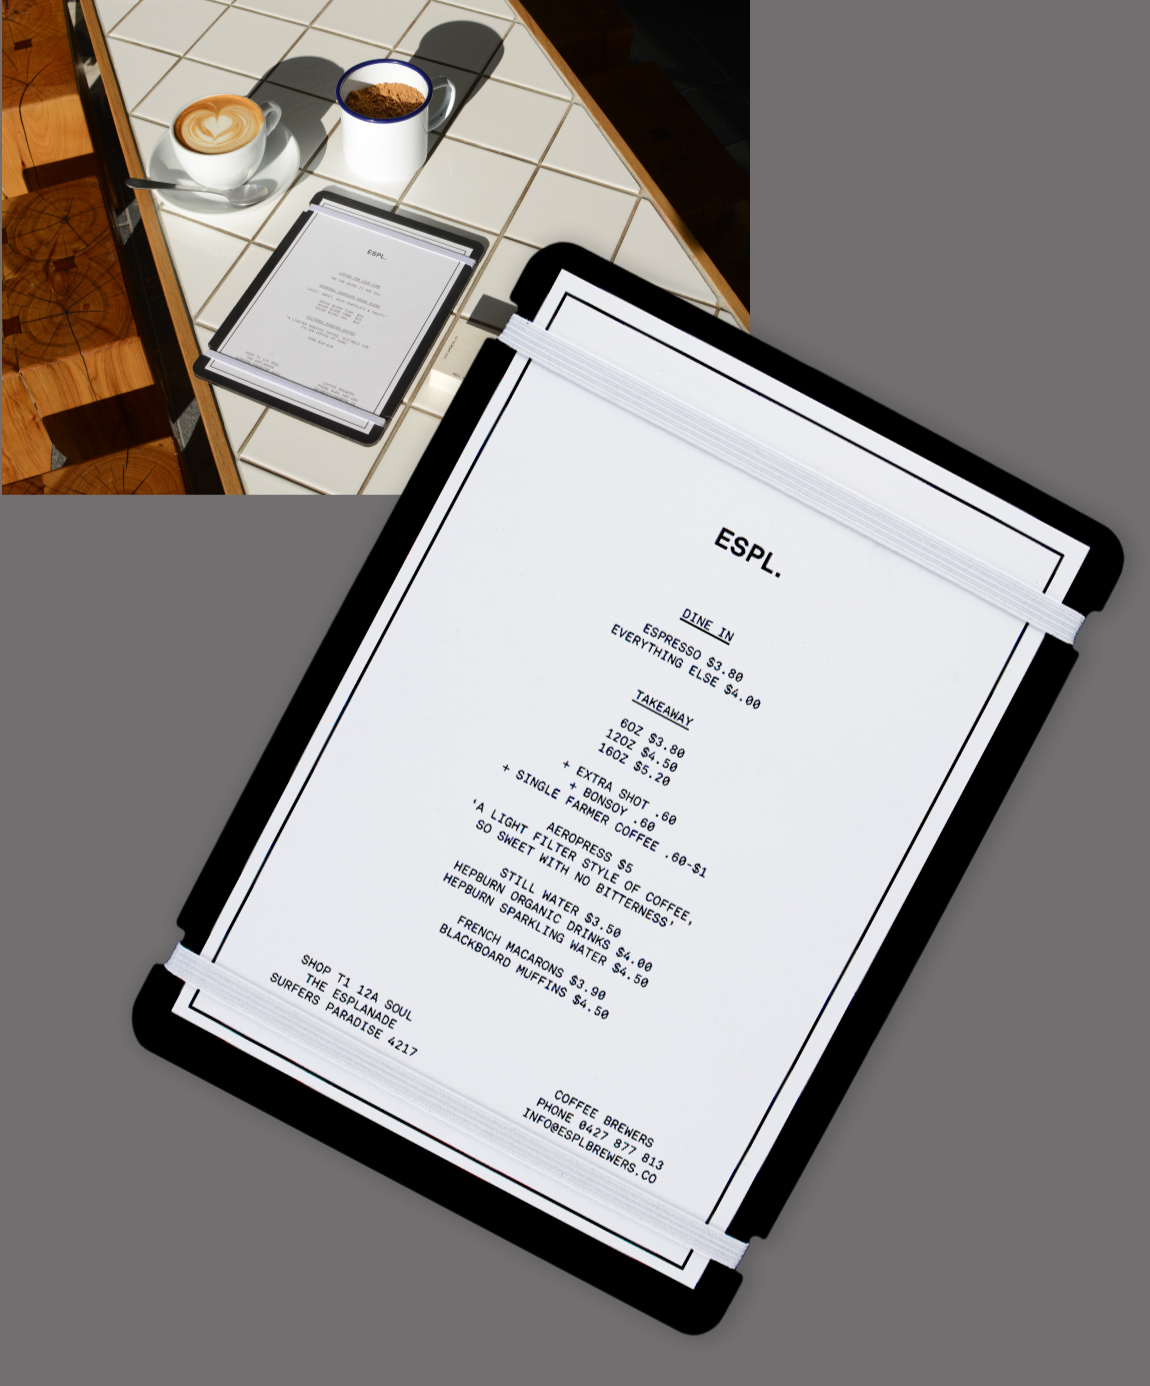 ESPL.
DINE IN
ESPRESSO $3.80
EVERYTHING ELSE $4.00
TAKEAWAY
6OZ $3.80
12OZ $4.50
16OZ $5.20
+ EXTRA SHOT .60
+ BONSOY .60
+ SINGLE FARMER COFFEE .60-$1
AEROPRESS $5
'A LIGHT FILTER STYLE OF COFFEE,
SO SWEET WITH NO BITTERNESS'
STILL WATER $3.50
HEPBURN ORGANIC DRINKS $4.00
HEPBURN SPARKLING WATER $4.50
FRENCH MACARONS $3.90
BLACKBOARD MUFFINS $4.50
SHOP T1 12A SOUL
THE ESPLANADE
SURFERS PARADISE 4217
COFFEE BREWERS
PHONE 0427 877 813
INFO@ESPLBREWERS.CO
ESPL.